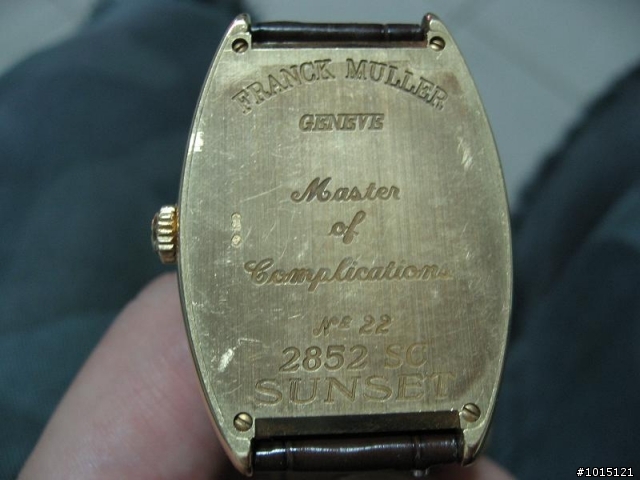 FRANCK MULLER
GENEVE
Master
of
Complications
Nº 22
2852 SC
SUNSET
#1015121